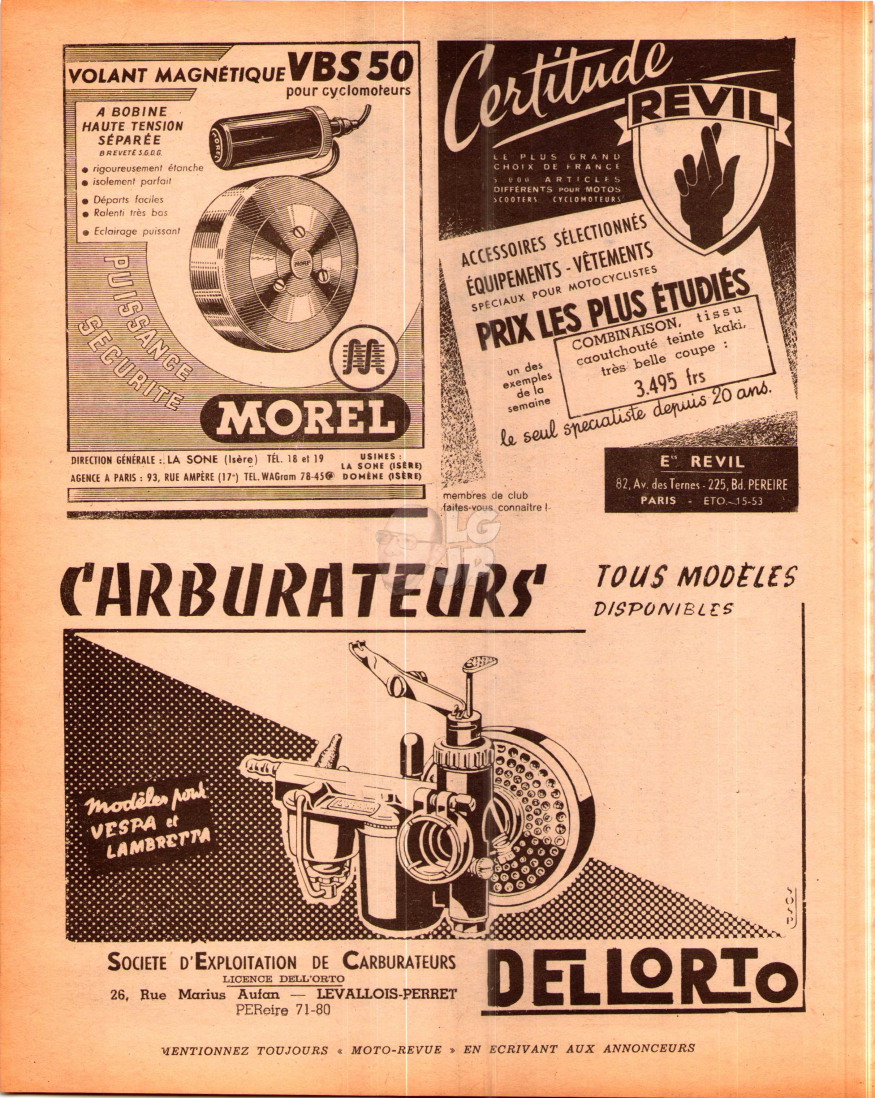 VOLANT MAGNÉTIQUE VBS 50
pour cyclomoteurs
A BOBINE
HAUTE TENSION
SÉPARÉE
BREVETÉ S.G.D.G.
• rigoureusement étanche
• isolement parfait
• Départs faciles
• Ralenti très bas
• Eclairage puissant
MOREL
PUISSANCE
SECURITE
MOREL
DIRECTION GÉNÉRALE : LA SONE (Isère) TÉL. 18 et 19
AGENCE A PARIS : 93, RUE AMPÈRE (17e) TEL. WAGram 78-45
USINES :
LA SONE (ISÈRE)
DOMÈNE (ISÈRE)
Certitude
REVIL
LE PLUS GRAND
CHOIX DE FRANCE
ARTICLES
DIFFÉRENTS POUR MOTOS
SCOOTERS CYCLOMOTEURS
ACCESSOIRES SÉLECTIONNÉS
ÉQUIPEMENTS - VÊTEMENTS
SPÉCIAUX POUR MOTOCYCLISTES
PRIX LES PLUS ÉTUDIÉS
un des
exemples
de la
semaine
COMBINAISON, tissu
caoutchouté teinte kaki,
très belle coupe :
3.495 frs
le seul spécialiste depuis 20 ans.
Ets REVIL
82, Av. des Ternes - 225, Bd. PEREIRE
PARIS - ETO. 15-53
membres de club
faites-vous connaître !
LG
JP
CARBURATEURS
TOUS MODÈLES
DISPONIBLES
Modèles pour
VESPA et
LAMBRETTA
SOCIETE D'EXPLOITATION DE CARBURATEURS
LICENCE DELL'ORTO
26, Rue Marius Aufan — LEVALLOIS-PERRET
PEReire 71-80
DELLORTO
MENTIONNEZ TOUJOURS « MOTO-REVUE » EN ECRIVANT AUX ANNONCEURS